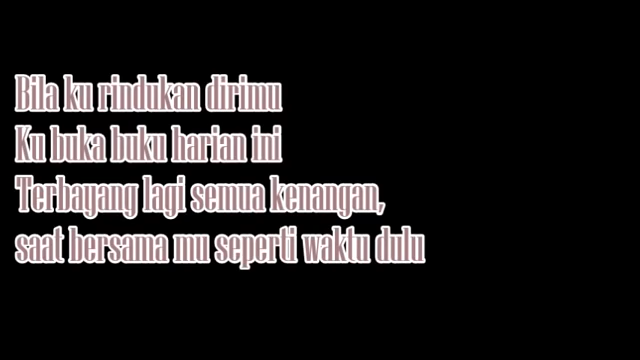 Bila ku rindukan dirimu
Ku buka buku harian ini
Terbayang lagi semua kenangan,
saat bersama mu seperti waktu dulu